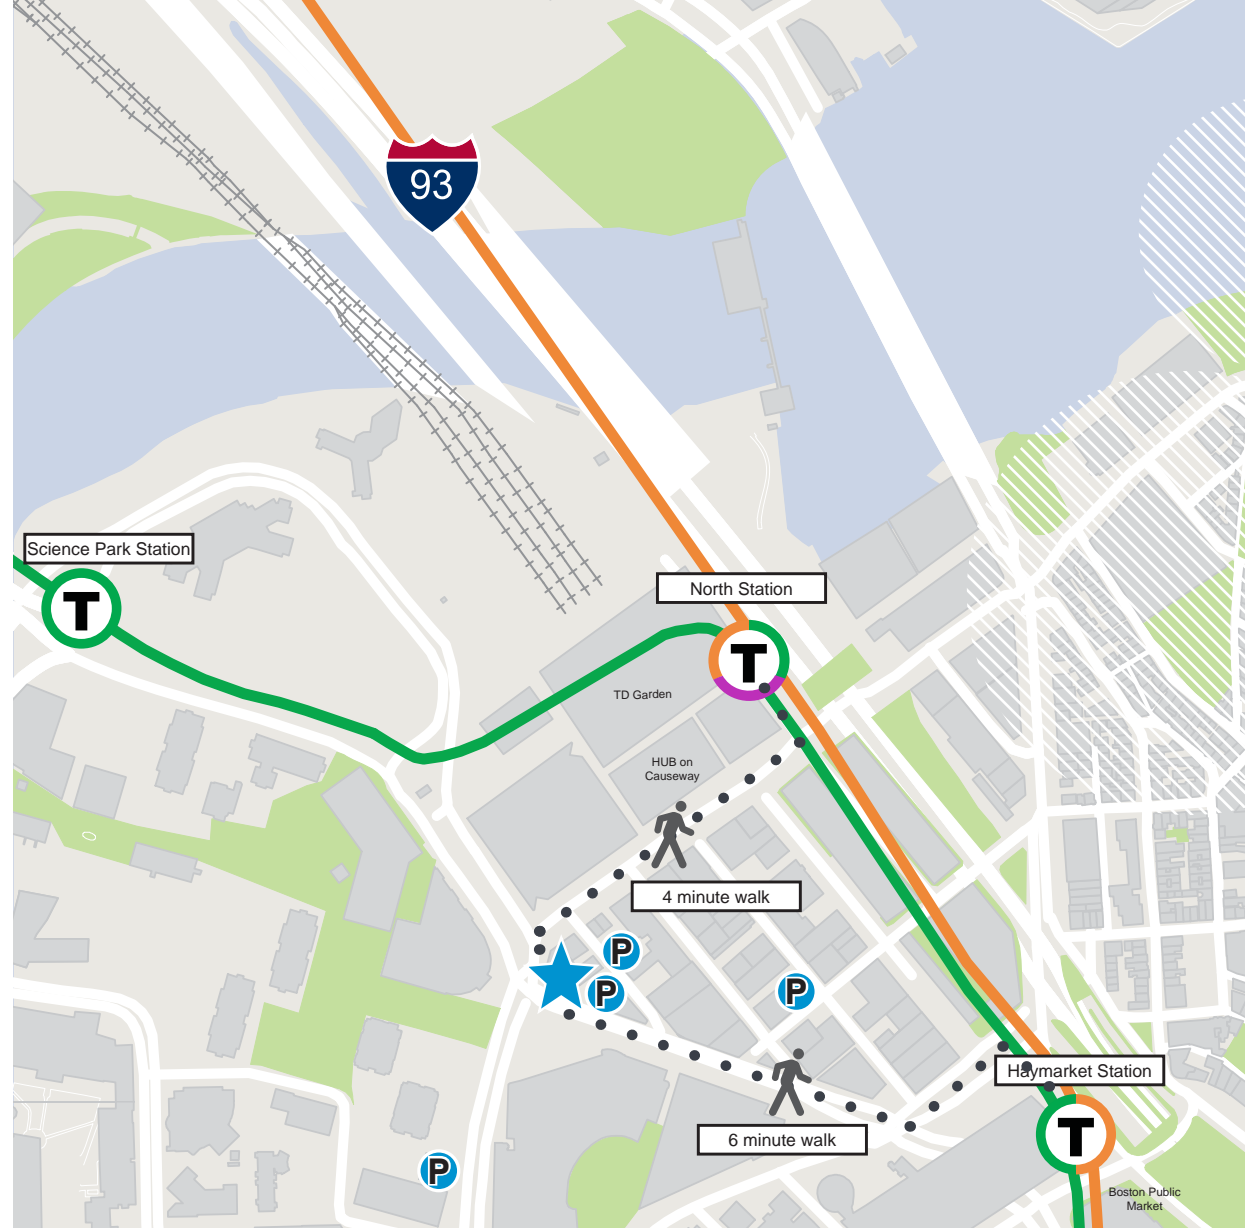 93
Science Park Station
T
North Station
T
TD Garden
HUB on
Causeway
4 minute walk
P
P
P
Haymarket Station
T
6 minute walk
P
Boston Public
Market